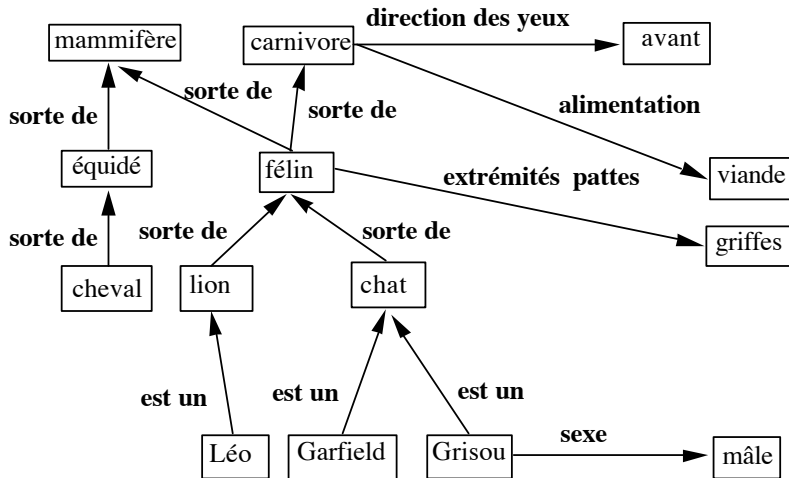 direction des yeux
mammifère
carnivore
avant
sorte de
alimentation
sorte de
sorte de
équidé
félin
extrémités pattes
viande
sorte de
sorte de
sorte de
griffes
cheval
lion
chat
est un
est un
est un
sexe
Léo
Garfield
Grisou
mâle